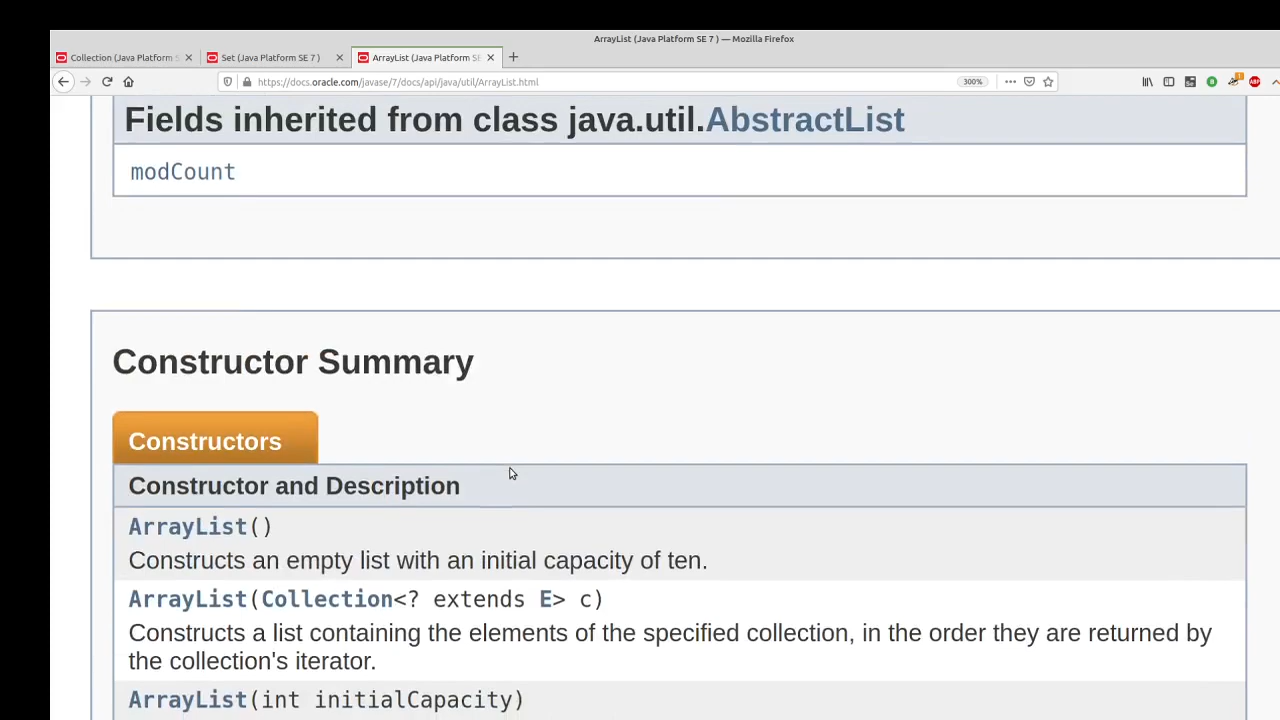 ArrayList (Java Platform SE 7 ) — Mozilla Firefox
Collection (Java Platform S
Set (Java Platform SE 7 )
ArrayList (Java Platform SE
https://docs.oracle.com/javase/7/docs/api/java/util/ArrayList.html
300%
Fields inherited from class java.util.AbstractList
modCount
Constructor Summary
Constructors
Constructor and Description
ArrayList()
Constructs an empty list with an initial capacity of ten.
ArrayList(Collection<? extends E> c)
Constructs a list containing the elements of the specified collection, in the order they are returned by
the collection's iterator.
ArrayList(int initialCapacity)